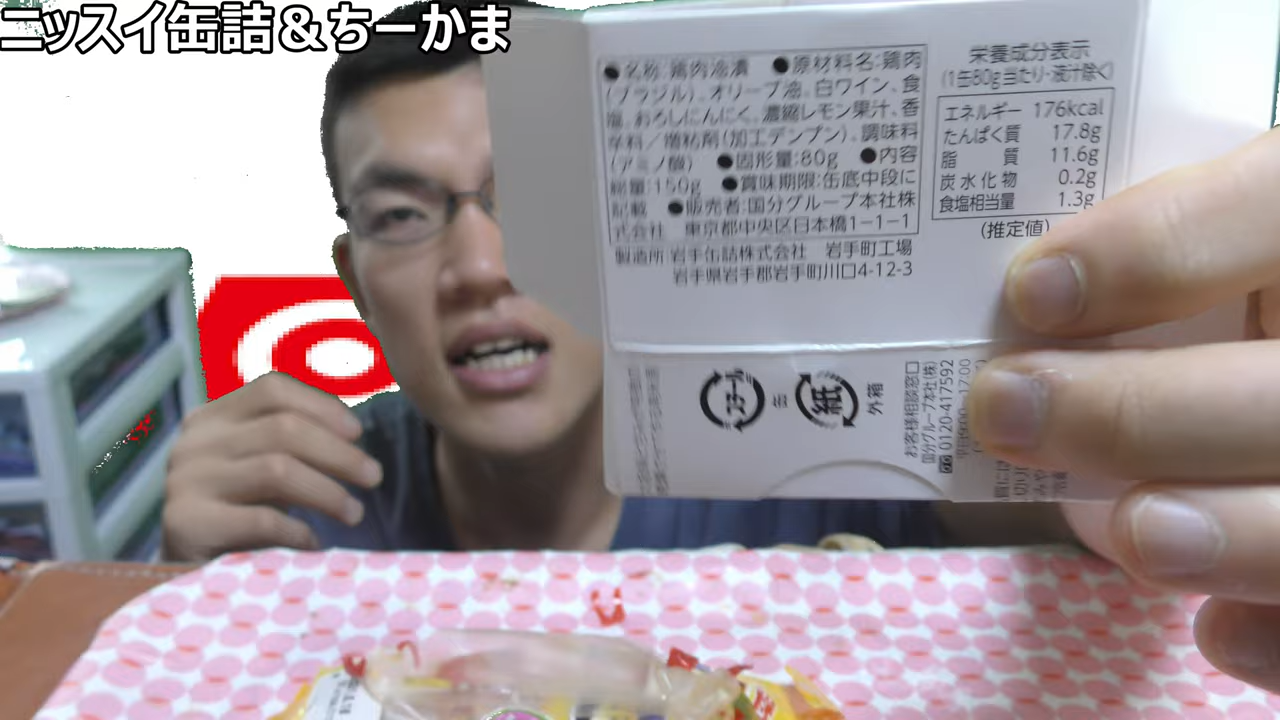 ニッスイ缶詰&ちーかま
●名称:鶏肉油漬 ●原材料名:鶏肉
(ブラジル)、オリーブ油、白ワイン、食
塩、おろしにんにく、濃縮レモン果汁、香
辛料/増粘剤(加工デンプン)、調味料
(アミノ酸) ●固形量:80g ●内容
総量:150g ●賞味期限:缶底中段に
記載 ●販売者:国分グループ本社株
式会社 東京都中央区日本橋1-1-1
製造所 岩手缶詰株式会社 岩手町工場
岩手県岩手郡岩手町川口4-12-3
栄養成分表示
(1缶80g当たり・液汁除く)
エネルギー 176kcal
たんぱく質 17.8g
脂質 11.6g
炭水化物 0.2g
食塩相当量 1.3g
(推定値)
スチール
缶
紙
外箱
お客様相談窓口
国分グループ本社(株)
0120-417592
平日9:00~17:00